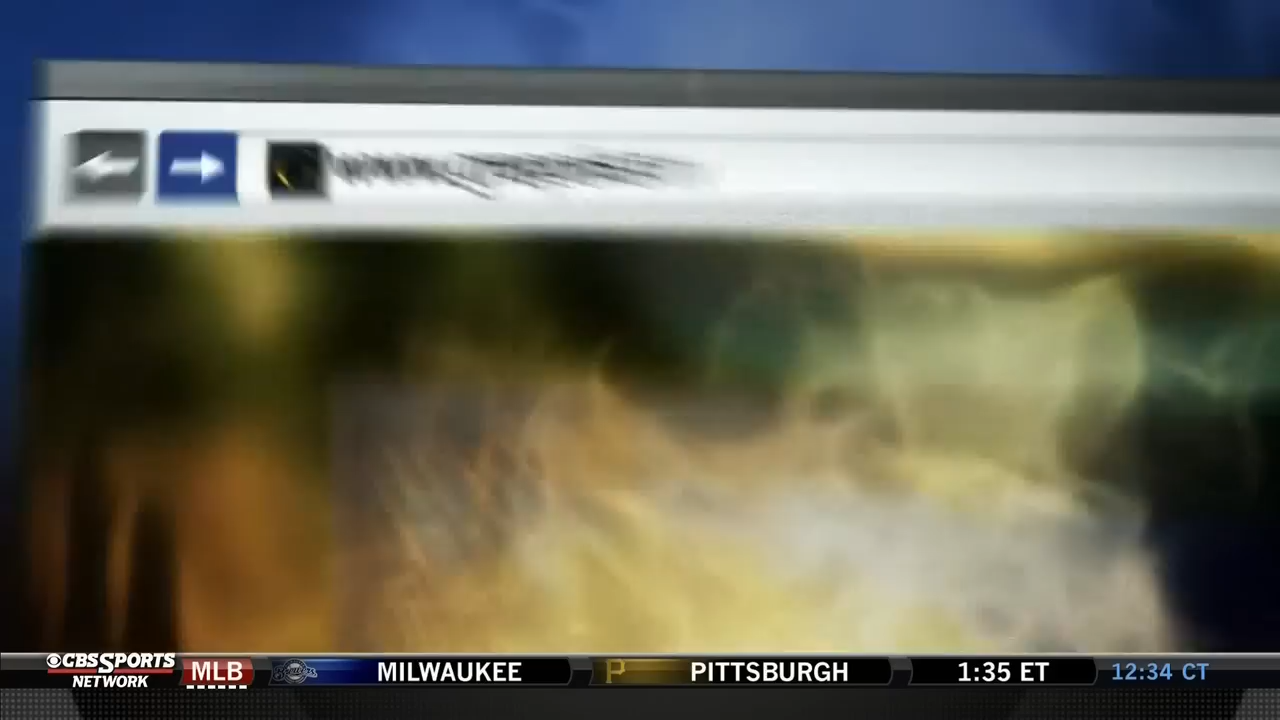 CBS SPORTS
NETWORK
MLB
MILWAUKEE
P
PITTSBURGH
1:35 ET
12:34 CT